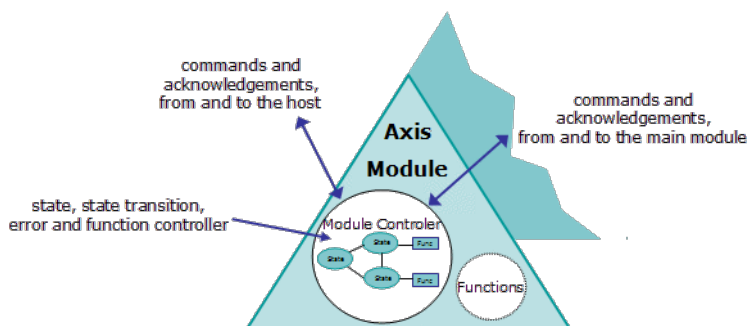 commands and
acknowledgements,
from and to the host
commands and
acknowledgements,
from and to the main module
Axis
Module
state, state transition,
error and function controller
Module Controler
State
Func
State
State
Func
Functions